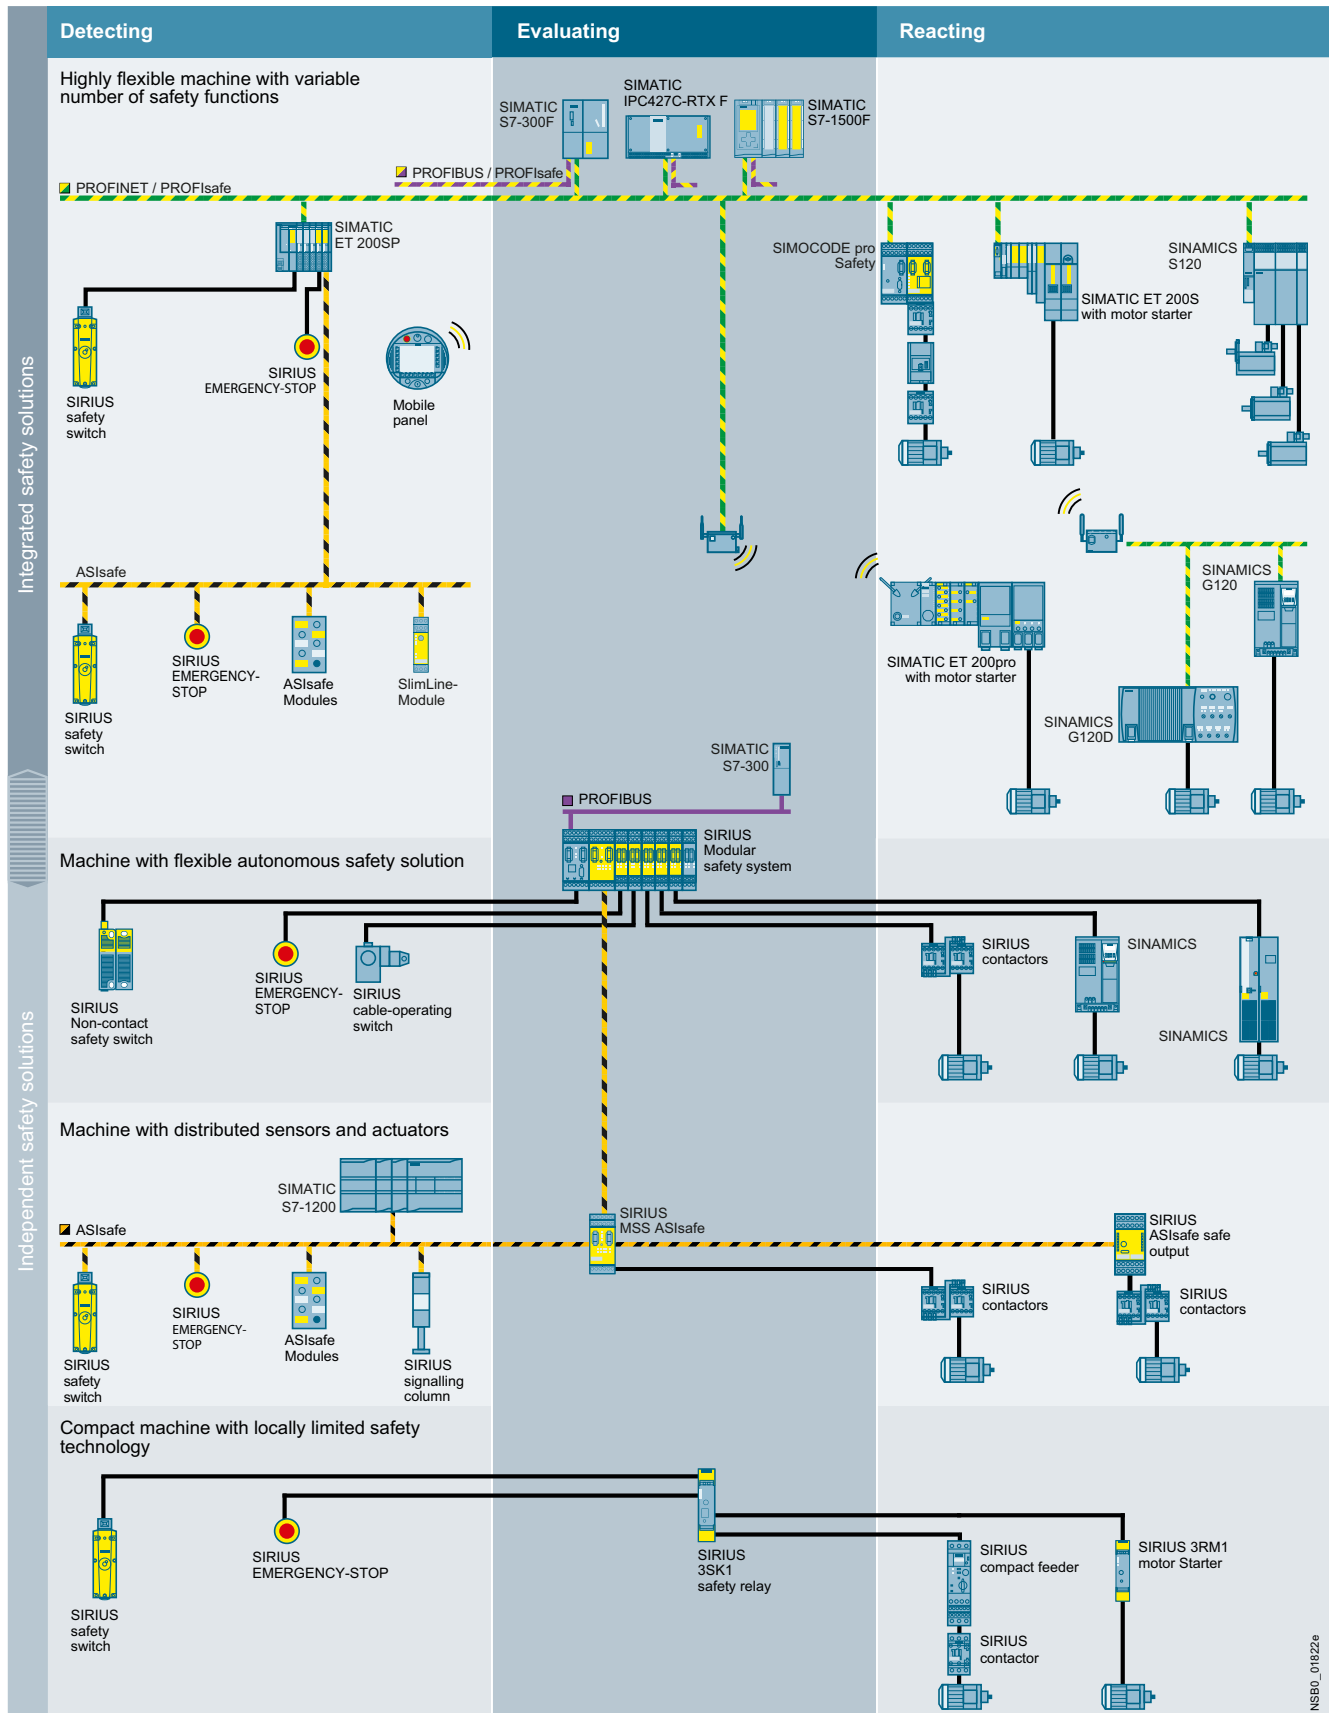 Detecting
Evaluating
Reacting
Integrated safety solutions
Independent safety solutions
Highly flexible machine with variable
number of safety functions
SIMATIC
S7-300F
SIMATIC
IPC427C-RTX F
SIMATIC
S7-1500F
PROFIBUS / PROFIsafe
PROFINET / PROFIsafe
SIMATIC
ET 200SP
SIMOCODE pro
Safety
SIMATIC ET 200S
with motor starter
SINAMICS
S120
SIRIUS
safety
switch
SIRIUS
EMERGENCY-STOP
Mobile
panel
ASIsafe
SIRIUS
safety
switch
SIRIUS
EMERGENCY-
STOP
ASIsafe
Modules
SlimLine-
Module
SINAMICS
G120
SIMATIC ET 200pro
with motor starter
SINAMICS
G120D
SIMATIC
S7-300
PROFIBUS
SIRIUS
Modular
safety system
Machine with flexible autonomous safety solution
SIRIUS
Non-contact
safety switch
SIRIUS
EMERGENCY-
STOP
SIRIUS
cable-operating
switch
SIRIUS
contactors
SINAMICS
SINAMICS
Machine with distributed sensors and actuators
SIMATIC
S7-1200
ASIsafe
SIRIUS
MSS ASIsafe
SIRIUS
ASIsafe safe
output
SIRIUS
safety
switch
SIRIUS
EMERGENCY-
STOP
ASIsafe
Modules
SIRIUS
signalling
column
SIRIUS
contactors
SIRIUS
contactors
Compact machine with locally limited safety
technology
SIRIUS
safety
switch
SIRIUS
EMERGENCY-STOP
SIRIUS
3SK1
safety relay
SIRIUS
compact feeder
SIRIUS 3RM1
motor Starter
SIRIUS
contactor
NSB0_01822e